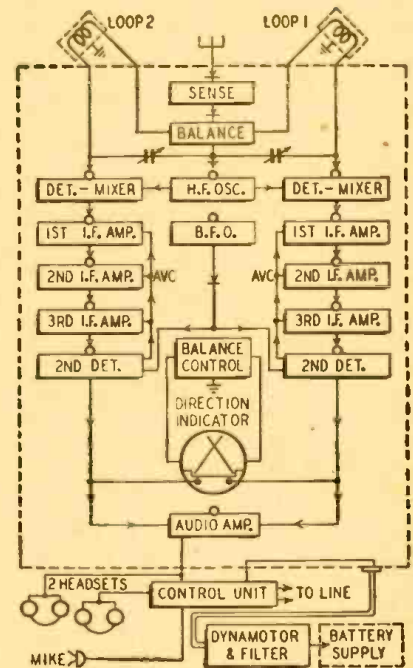 LOOP 2
LOOP 1
SENSE
BALANCE
DET.-MIXER
H.F. OSC.
DET.-MIXER
1ST I.F. AMP.
B.F.O.
1ST I.F. AMP.
AVC
AVC
2ND I.F. AMP.
2ND I.F. AMP.
3RD I.F. AMP.
3RD I.F. AMP.
2ND DET.
BALANCE
CONTROL
2ND DET.
DIRECTION
INDICATOR
AUDIO AMP.
2 HEADSETS
CONTROL UNIT
TO LINE
MIKE
DYNAMOTOR
& FILTER
BATTERY
SUPPLY